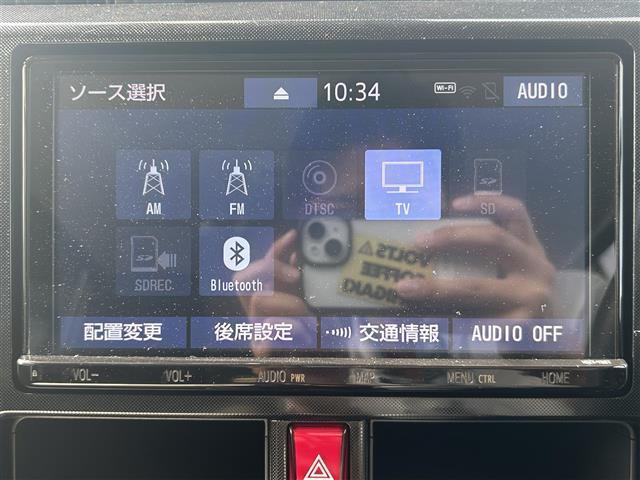 ソース選択 10:34 Wi-Fi AUDIO
AM FM DISC TV SD
SDREC. Bluetooth
VOLTS
COFFEE
配置変更 後席設定 交通情報 AUDIO OFF
VOL- VOL+ AUDIO PWR MAP MENU CTRL HOME